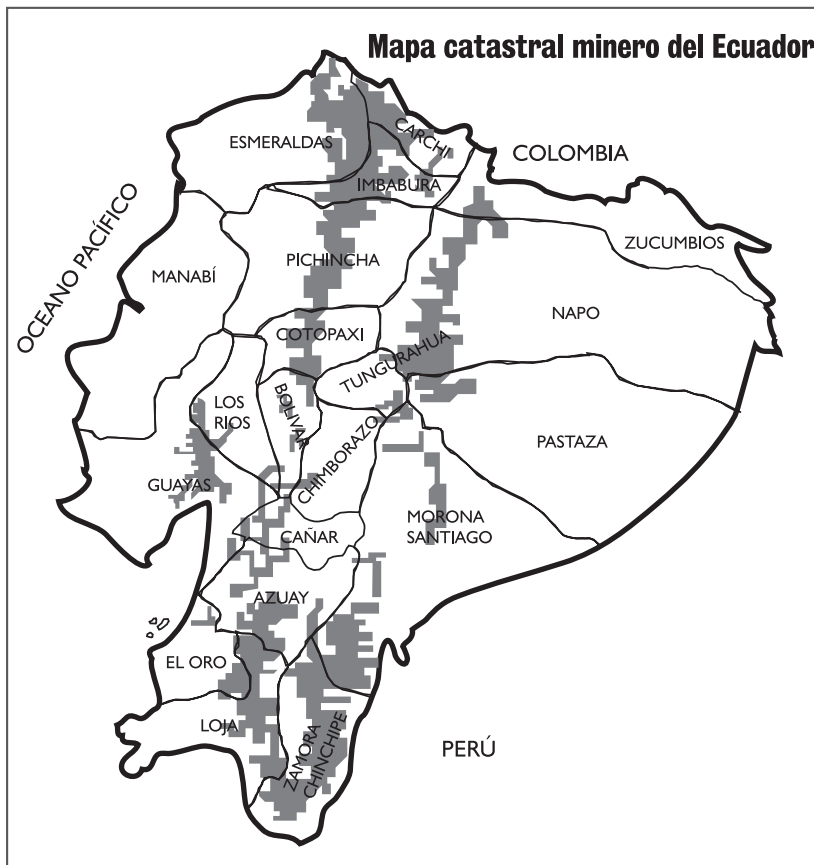 Mapa catastral minero del Ecuador
ESMERALDAS
CARCHI
COLOMBIA
IMBABURA
OCEANO PACÍFICO
ZUCUMBIOS
PICHINCHA
MANABÍ
NAPO
COTOPAXI
TUNGURAHUA
LOS
RIOS
BOLIVAR
PASTAZA
CHIMBORAZO
GUAYAS
MORONA
SANTIAGO
CAÑAR
AZUAY
EL ORO
LOJA
ZAMORA
CHINCHIPE
PERÚ